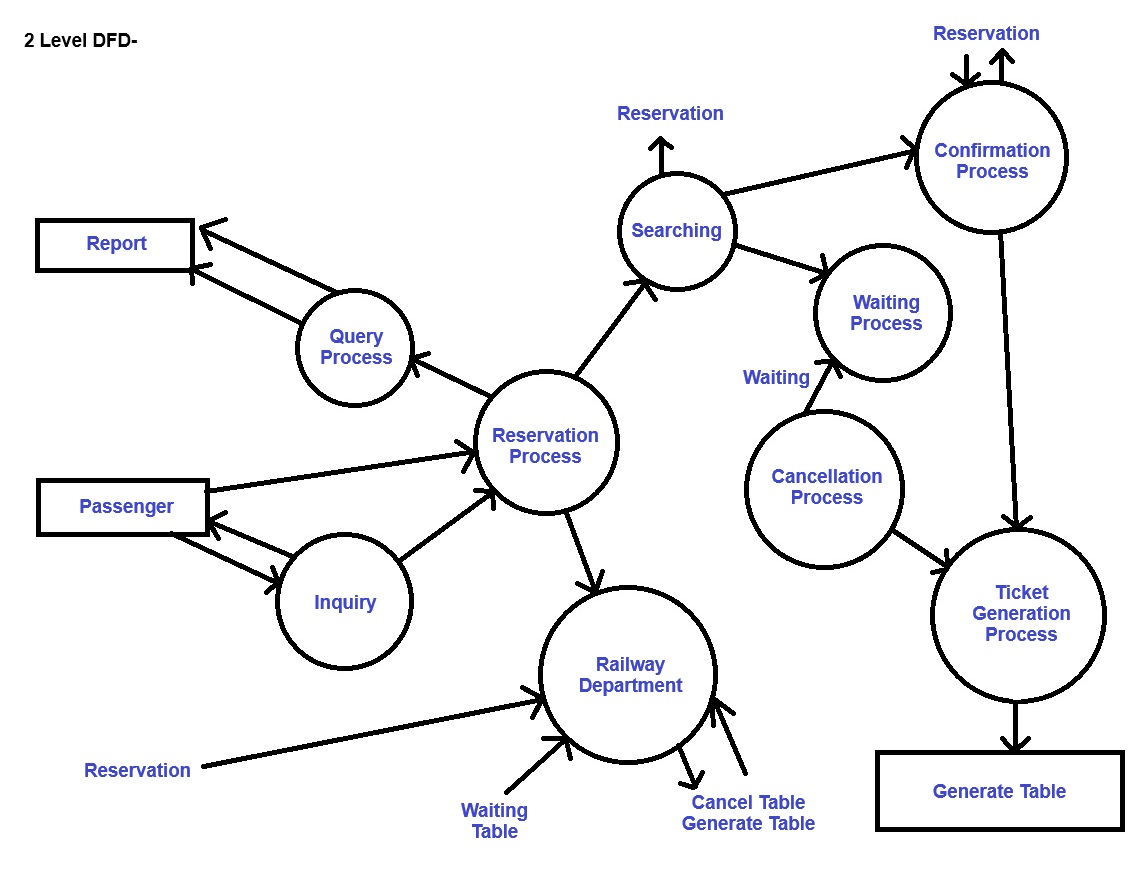 2 Level DFD-
Reservation
Reservation
Confirmation
Process
Searching
Report
Waiting
Process
Query
Process
Waiting
Reservation
Process
Cancellation
Process
Passenger
Inquiry
Ticket
Generation
Process
Railway
Department
Reservation
Waiting
Table
Cancel Table
Generate Table
Generate Table